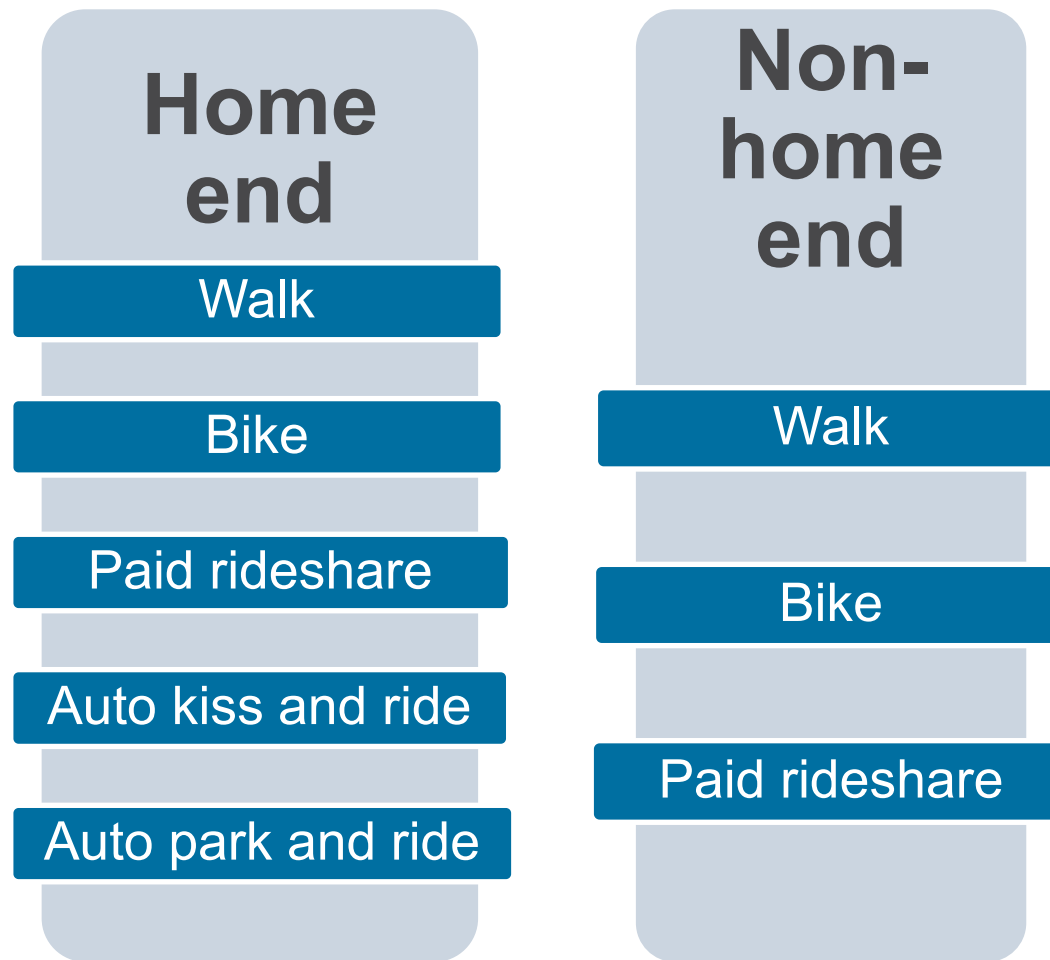 Home
end
Walk
Bike
Paid rideshare
Auto kiss and ride
Auto park and ride
Non-
home
end
Walk
Bike
Paid rideshare